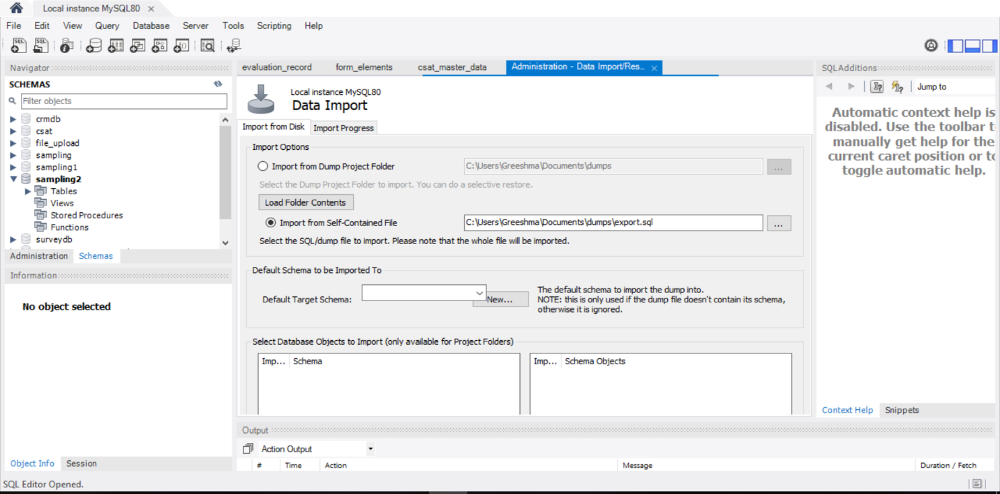 Local instance MySQL80 ×
File Edit View Query Database Server Tools Scripting Help
Navigator
SCHEMAS
Filter objects
crmdb
csat
file_upload
sampling
sampling1
sampling2
Tables
Views
Stored Procedures
Functions
surveydb
Administration Schemas
Information
No object selected
Object Info Session
evaluation_record form_elements csat_master_data Administration - Data Import/Res... ×
Local instance MySQL80
Data Import
Import from Disk Import Progress
Import Options
Import from Dump Project Folder C:\Users\Greeshma\Documents\dumps ...
Select the Dump Project Folder to import. You can do a selective restore.
Load Folder Contents
Import from Self-Contained File C:\Users\Greeshma\Documents\dumps\export.sql ...
Select the SQL/dump file to import. Please note that the whole file will be imported.
Default Schema to be Imported To
Default Target Schema: New...
The default schema to import the dump into.
NOTE: this is only used if the dump file doesn't contain its schema,
otherwise it is ignored.
Select Database Objects to Import (only available for Project Folders)
Imp... Schema Imp... Schema Objects
Output
Action Output
# Time Action Message Duration / Fetch
SQLAdditions
Jump to
Automatic context help is
disabled. Use the toolbar t
manually get help for the
current caret position or to
toggle automatic help.
Context Help Snippets
SQL Editor Opened.